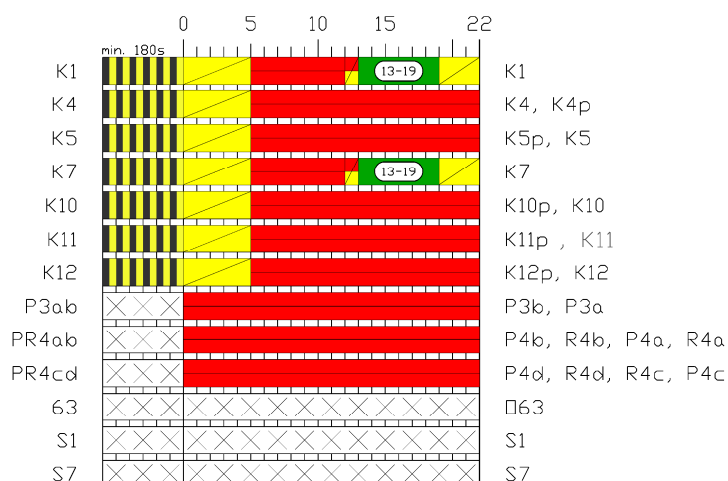 0 5 10 15 22
min. 180s
K1 13-19 K1
K4 K4, K4p
K5 K5p, K5
K7 13-19 K7
K10 K10p, K10
K11 K11p , K11
K12 K12p, K12
P3ab P3b, P3a
PR4ab P4b, R4b, P4a, R4a
PR4cd P4d, R4d, R4c, P4c
63 Π63
S1 S1
S7 S7